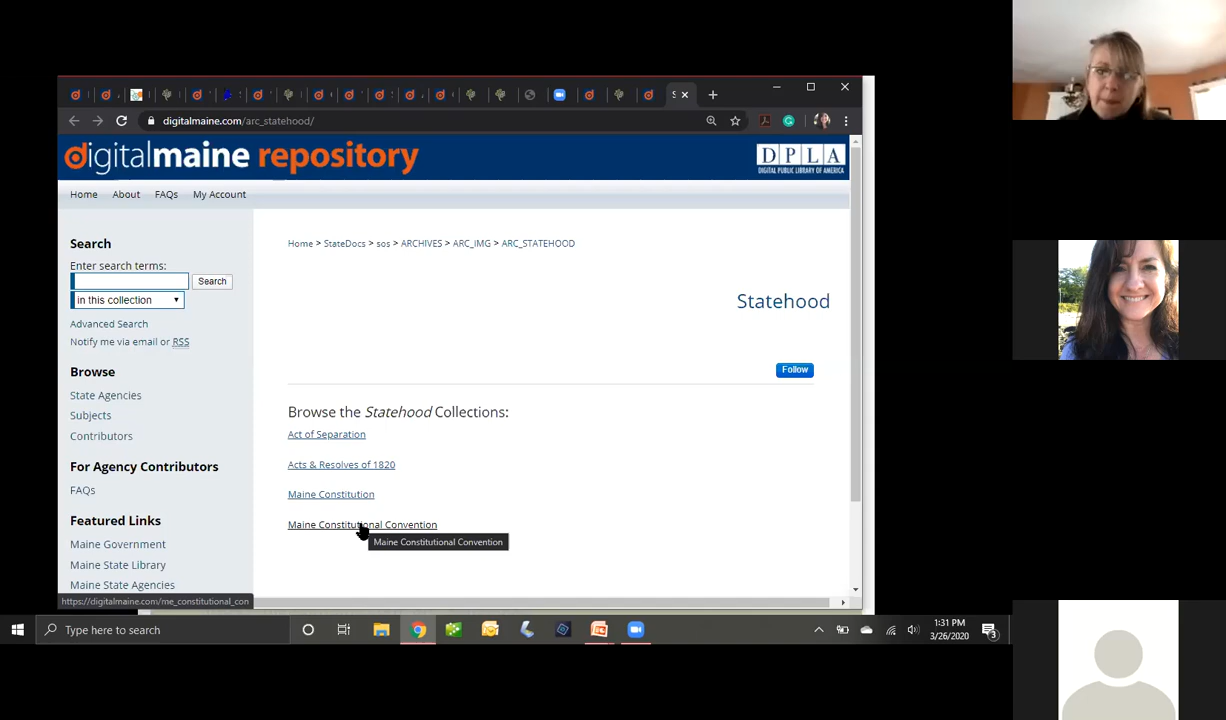 S
digitalmaine.com/arc_statehood/
digitalmaine repository
DPLA
DIGITAL PUBLIC LIBRARY OF AMERICA
Home About FAQs My Account
Search
Enter search terms:
Search
in this collection
Advanced Search
Notify me via email or RSS
Browse
State Agencies
Subjects
Contributors
For Agency Contributors
FAQs
Featured Links
Maine Government
Maine State Library
Maine State Agencies
https://digitalmaine.com/me_constitutional_con
Home > StateDocs > sos > ARCHIVES > ARC_IMG > ARC_STATEHOOD
Statehood
Follow
Browse the Statehood Collections:
Act of Separation
Acts & Resolves of 1820
Maine Constitution
Maine Constitutional Convention
Maine Constitutional Convention
Type here to search
1:31 PM
3/26/2020
3